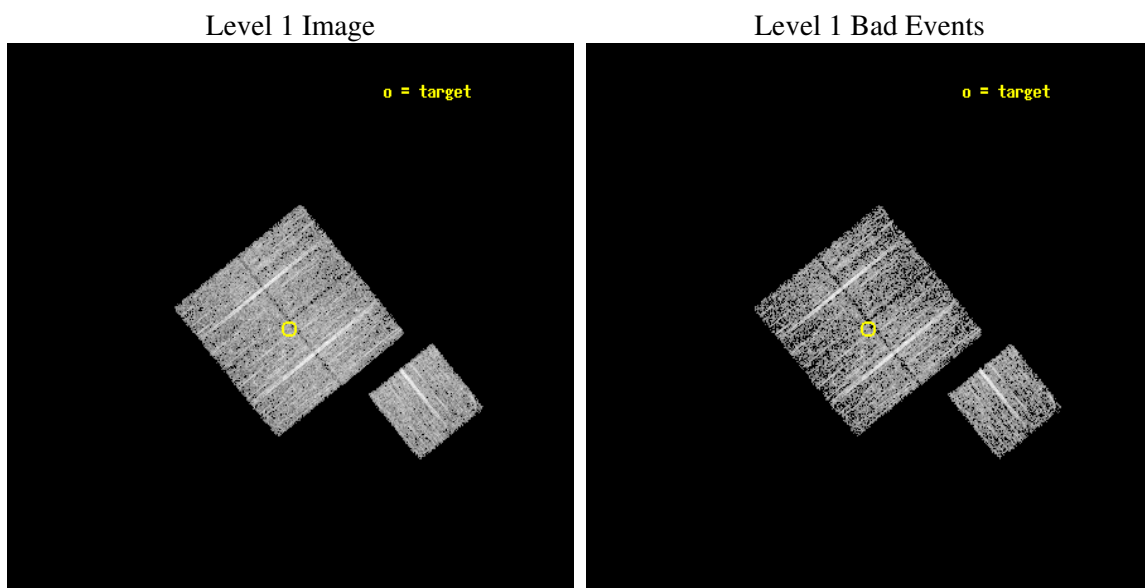 Level 1 Image
Level 1 Bad Events
o = target
o = target